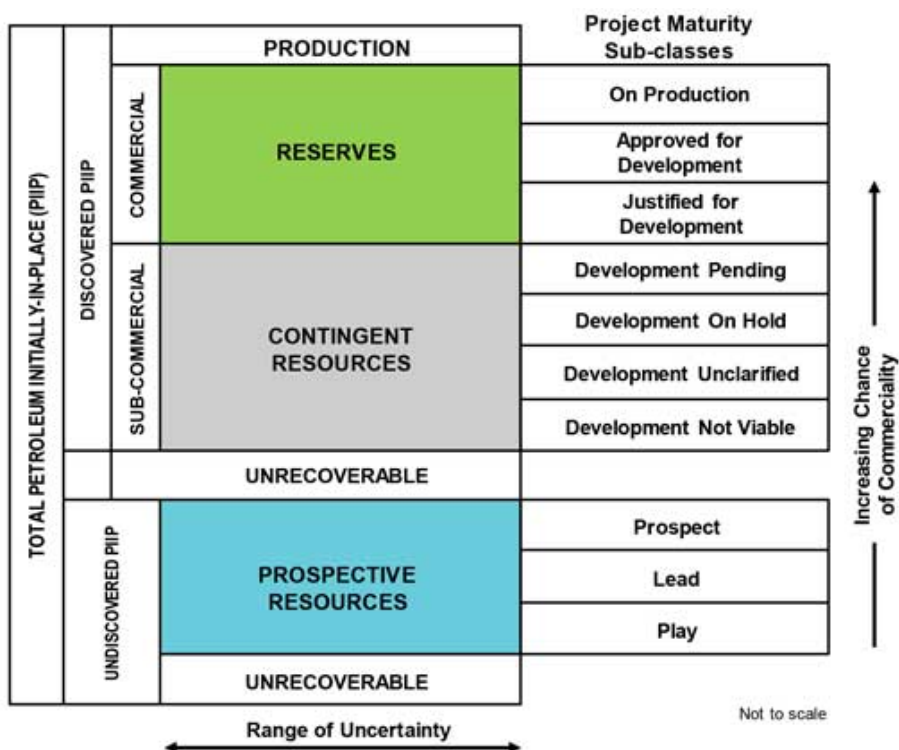 Project Maturity
Sub-classes
PRODUCTION
On Production
RESERVES
Approved for
Development
Justified for
Development
COMMERCIAL
Development Pending
Development On Hold
CONTINGENT
RESOURCES
Development Unclarified
Development Not Viable
SUB-COMMERCIAL
DISCOVERED PIIP
UNRECOVERABLE
Prospect
Lead
PROSPECTIVE
RESOURCES
Play
UNDISCOVERED PIIP
UNRECOVERABLE
TOTAL PETROLEUM INITIALLY-IN-PLACE (PIIP)
Increasing Chance
of Commerciality
Not to scale
Range of Uncertainty